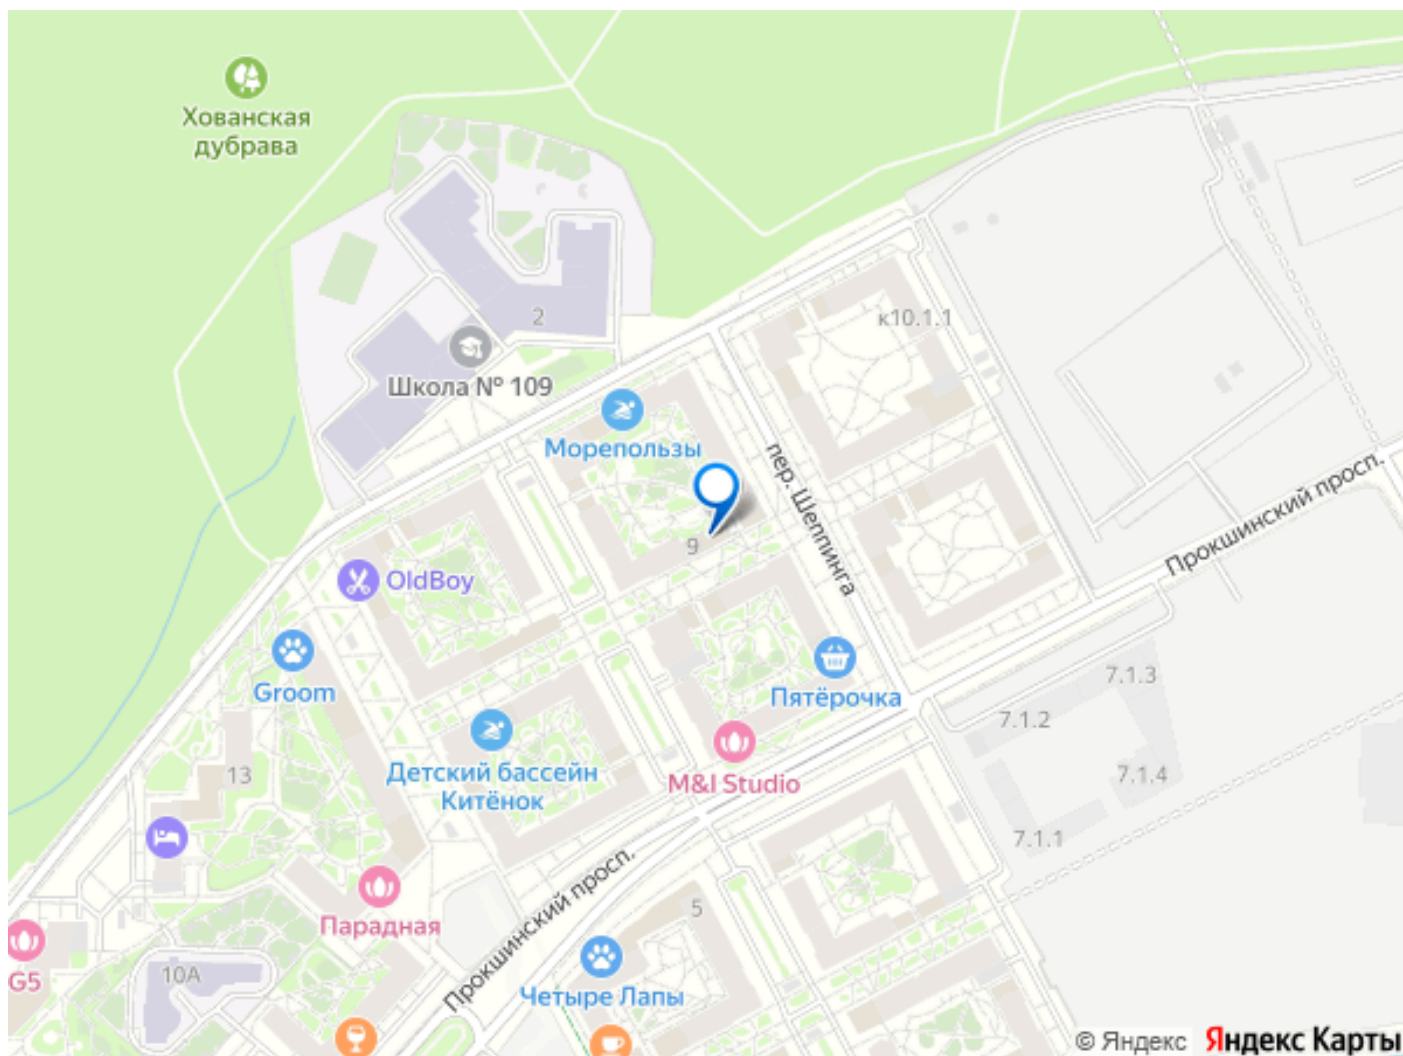 Хованская
дубрава
к10.1.1
2
Школа № 109
Морепользы
пер. Шеппинга
Прокшинский просп.
9
OldBoy
Groom
Пятёрочка
7.1.3
7.1.2
M&I Studio
7.1.4
13
Детский бассейн
Китёнок
7.1.1
Прокшинский просп.
Парадная
5
G5
10А
Четыре Лапы
© Яндекс Яндекс Карты